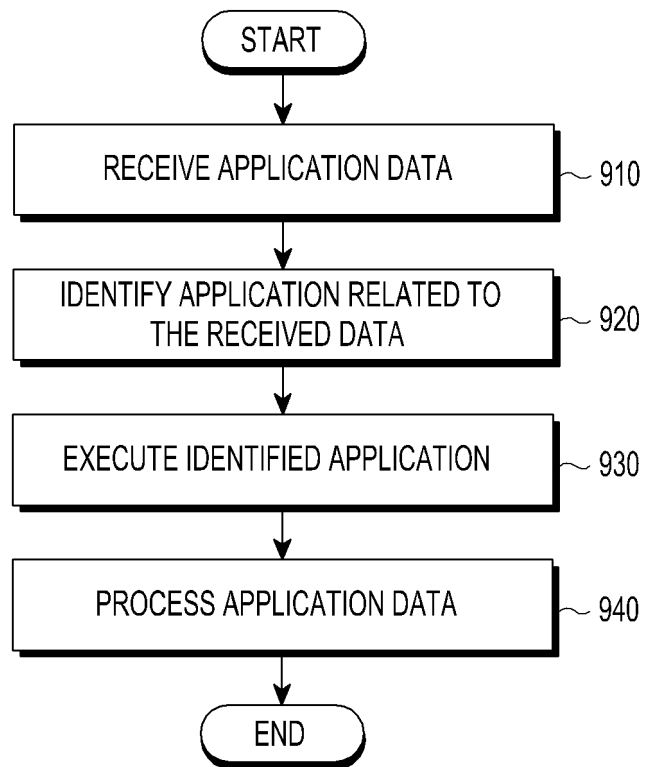 START
RECEIVE APPLICATION DATA
910
IDENTIFY APPLICATION RELATED TO
THE RECEIVED DATA
920
EXECUTE IDENTIFIED APPLICATION
930
PROCESS APPLICATION DATA
940
END